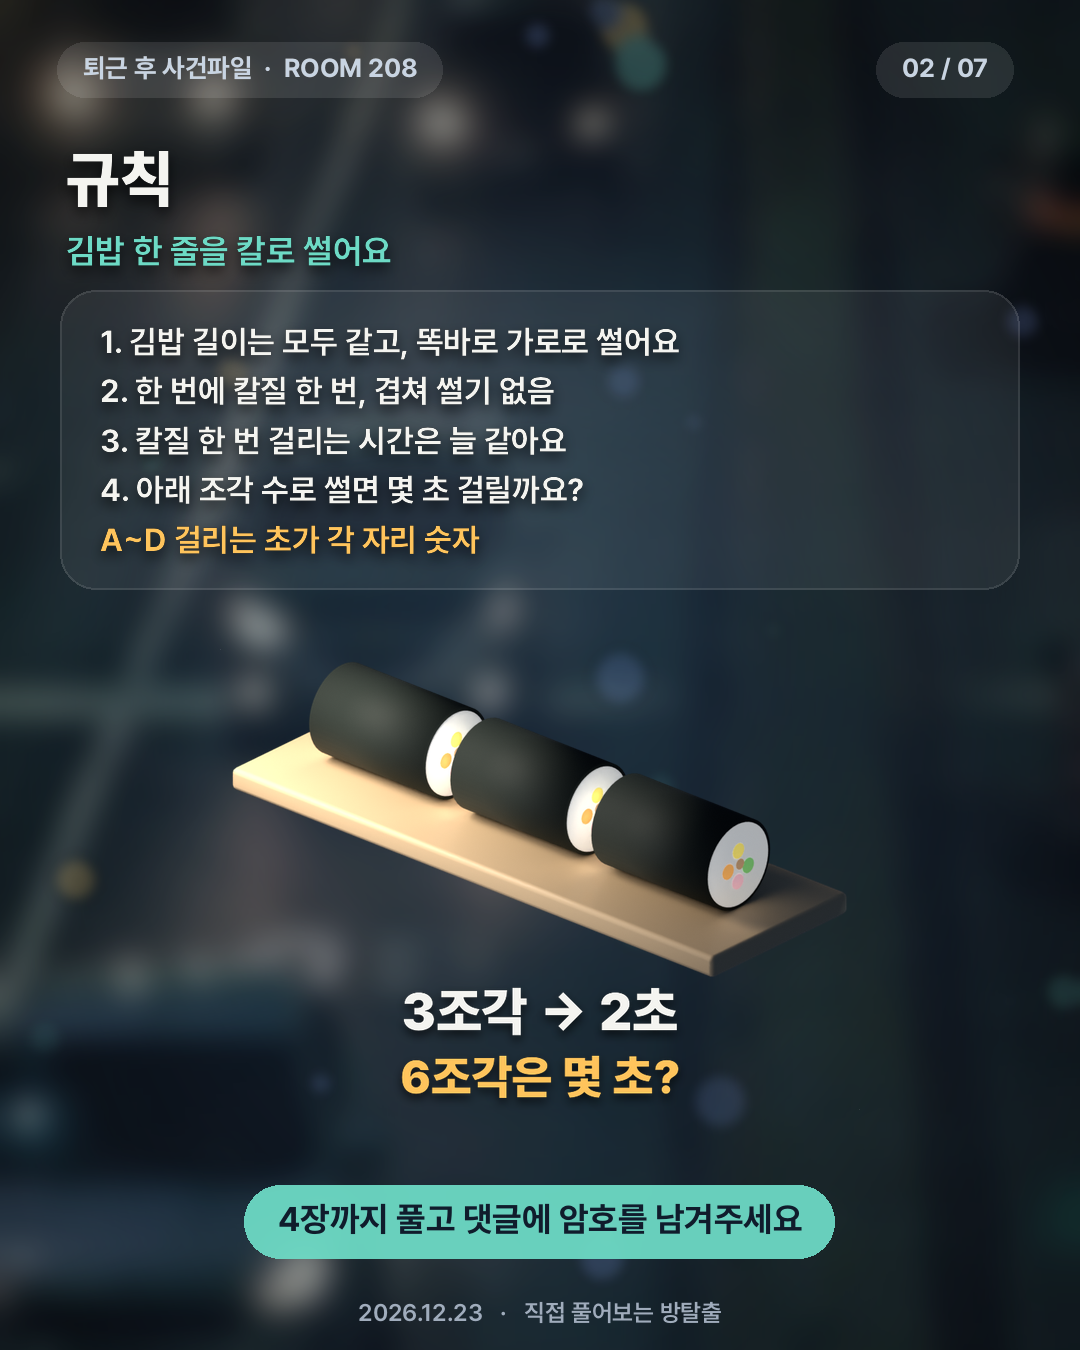 퇴근 후 사건파일 · ROOM 208
02 / 07
규칙
김밥 한 줄을 칼로 썰어요
1. 김밥 길이는 모두 같고, 똑바로 가로로 썰어요
2. 한 번에 칼질 한 번, 겹쳐 썰기 없음
3. 칼질 한 번 걸리는 시간은 늘 같아요
4. 아래 조각 수로 썰면 몇 초 걸릴까요?
A~D 걸리는 초가 각 자리 숫자
3조각 → 2초
6조각은 몇 초?
4장까지 풀고 댓글에 암호를 남겨주세요
2026.12.23 · 직접 풀어보는 방탈출